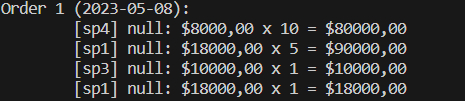 Order 1 (2023-05-08):
[sp4] null: $8000,00 x 10 = $80000,00
[sp1] null: $18000,00 x 5 = $90000,00
[sp3] null: $10000,00 x 1 = $10000,00
[sp1] null: $18000,00 x 1 = $18000,00